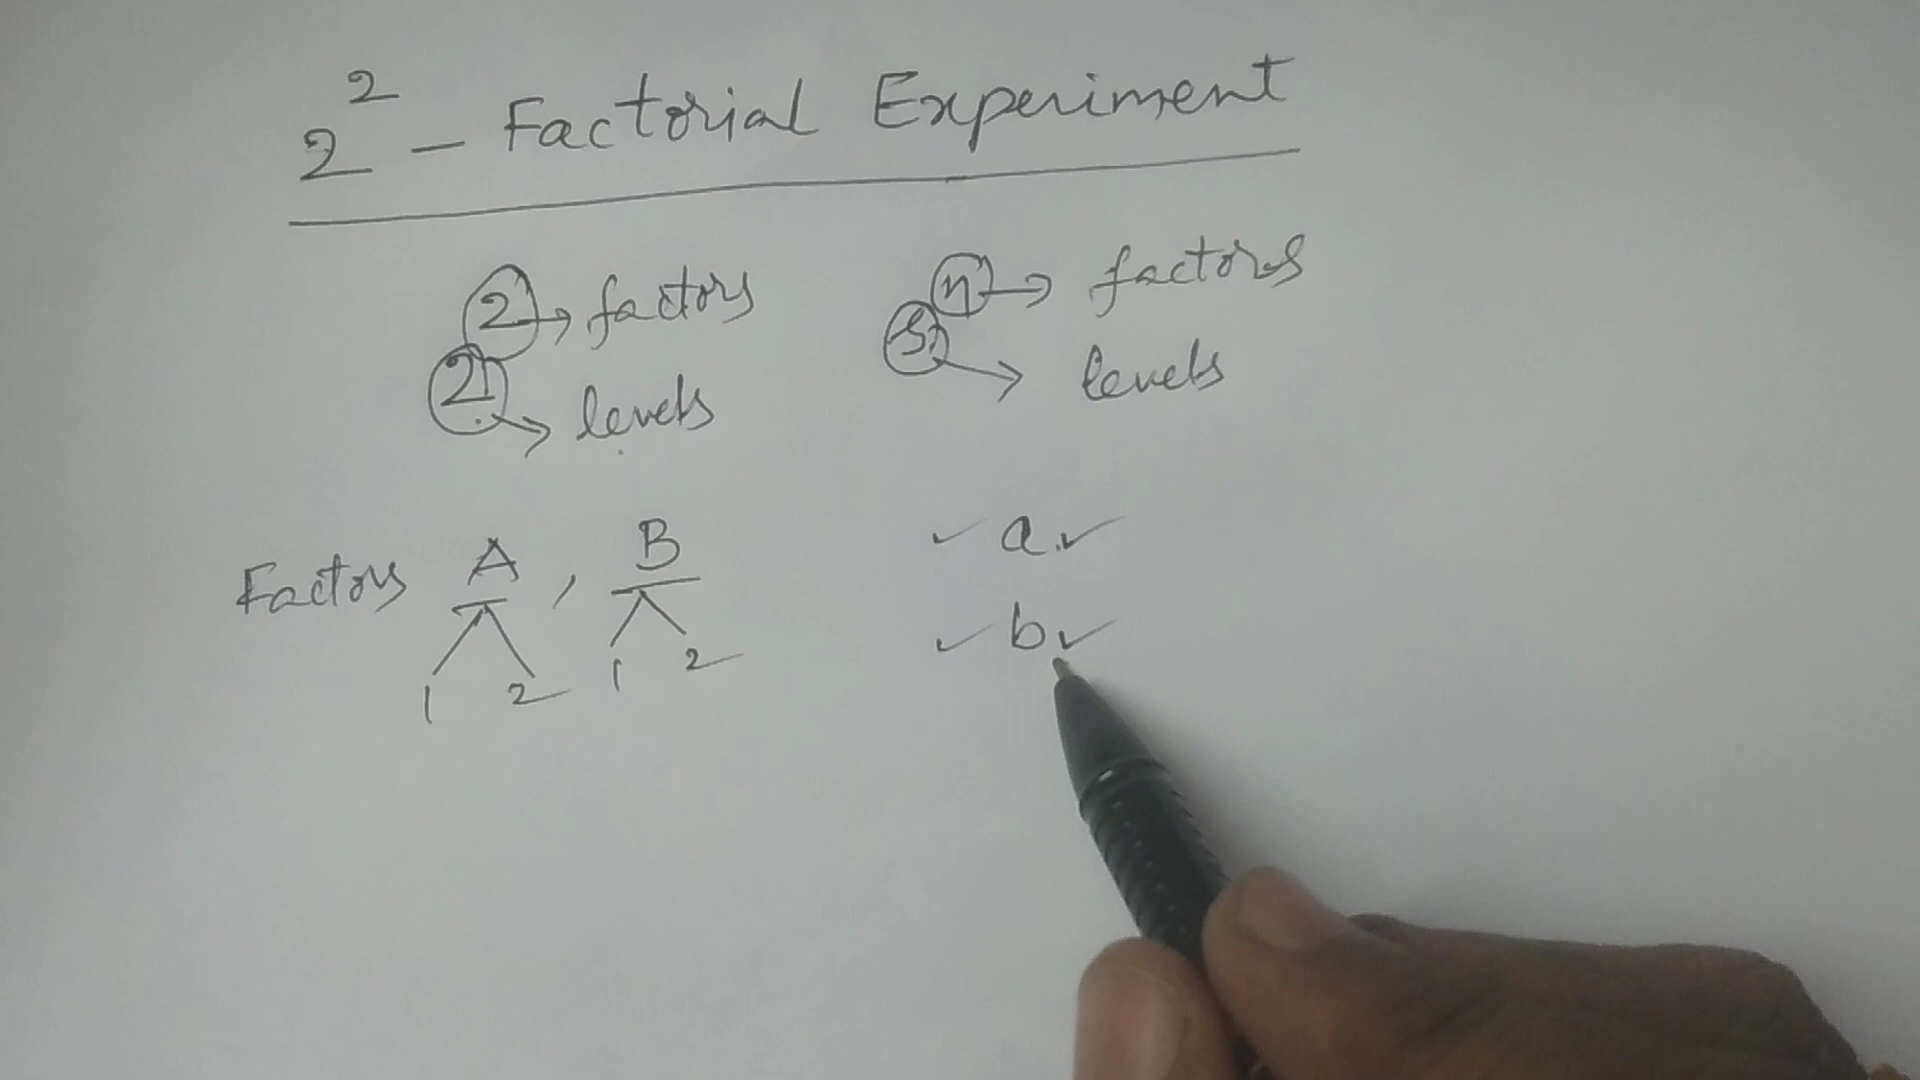 2² - Factorial Experiment
2 → factors
2 → levels
n → factors
s → levels
Factors A , B
1 2 1 2
✓ a. ✓
✓ b ✓